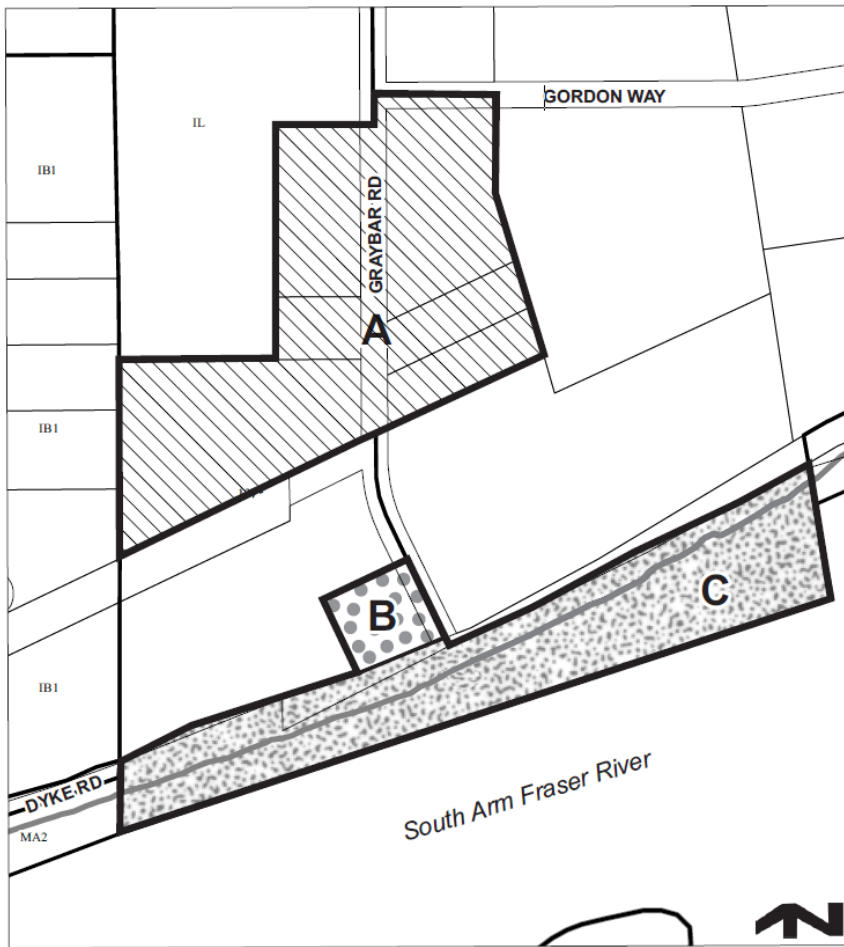 GORDON WAY
IL
IB1
GRAYBAR RD
A
IB1
B
C
IB1
DYKE RD
South Arm Fraser River
MA2